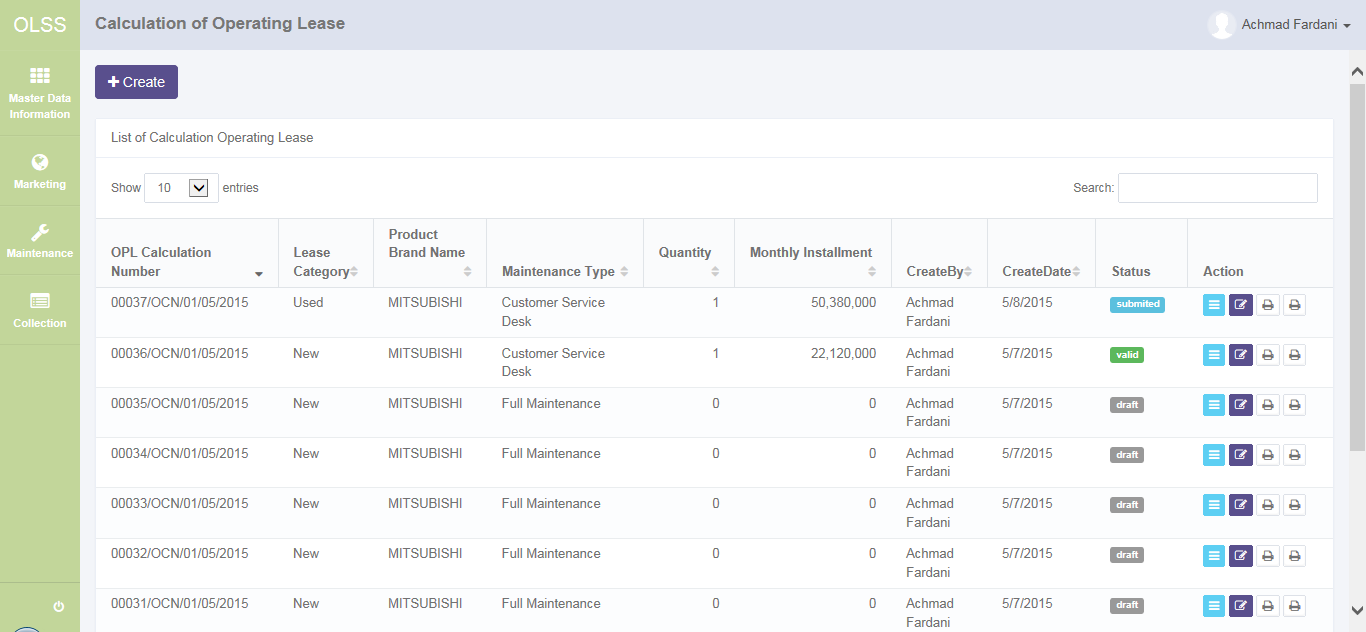 OLSS
Calculation of Operating Lease
Achmad Fardani
Master Data
Information
Marketing
Maintenance
Collection
Create
List of Calculation Operating Lease
Show 10 entries
Search:
OPL Calculation
Number
Lease
Category
Product
Brand Name
Maintenance Type
Quantity
Monthly Installment
CreateBy
CreateDate
Status
Action
00037/OCN/01/05/2015 Used MITSUBISHI Customer Service 1 50,380,000 Achmad 5/8/2015 submited
Desk Fardani
00036/OCN/01/05/2015 New MITSUBISHI Customer Service 1 22,120,000 Achmad 5/7/2015 valid
Desk Fardani
00035/OCN/01/05/2015 New MITSUBISHI Full Maintenance 0 0 Achmad 5/7/2015 draft
Fardani
00034/OCN/01/05/2015 New MITSUBISHI Full Maintenance 0 0 Achmad 5/7/2015 draft
Fardani
00033/OCN/01/05/2015 New MITSUBISHI Full Maintenance 0 0 Achmad 5/7/2015 draft
Fardani
00032/OCN/01/05/2015 New MITSUBISHI Full Maintenance 0 0 Achmad 5/7/2015 draft
Fardani
00031/OCN/01/05/2015 New MITSUBISHI Full Maintenance 0 0 Achmad 5/7/2015 draft
Fardani